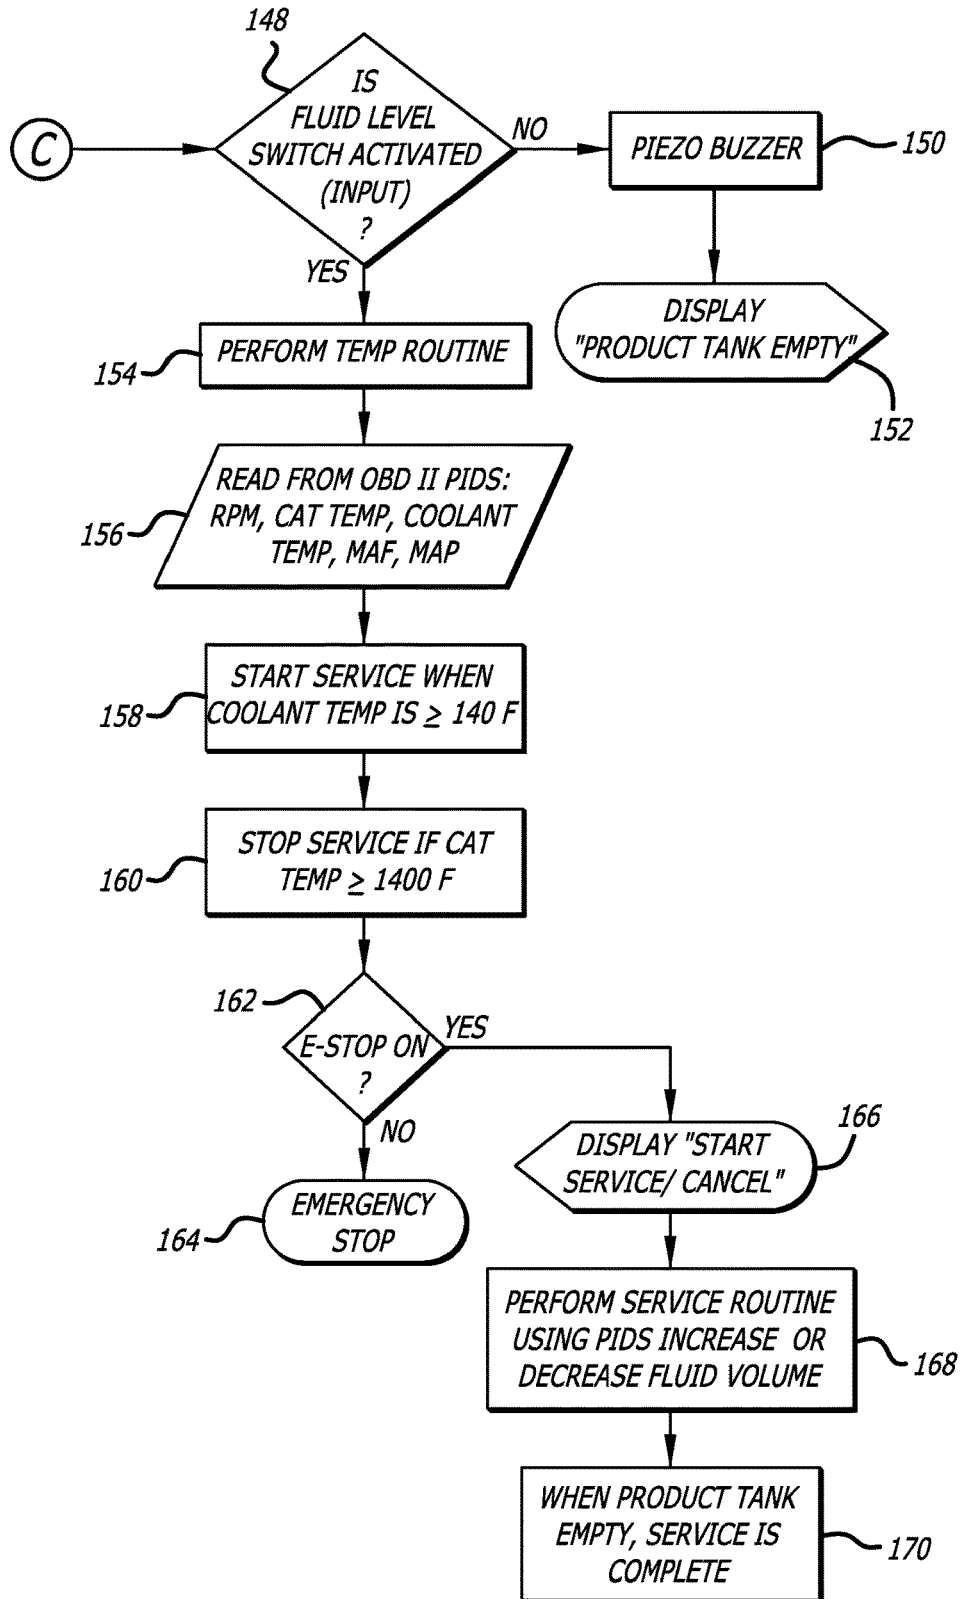 148
IS
FLUID LEVEL
SWITCH ACTIVATED
(INPUT)
?
C
NO
PIEZO BUZZER
150
YES
DISPLAY
"PRODUCT TANK EMPTY"
152
PERFORM TEMP ROUTINE
154
READ FROM OBD II PIDS:
RPM, CAT TEMP, COOLANT
TEMP, MAF, MAP
156
START SERVICE WHEN
COOLANT TEMP IS ≥ 140 F
158
STOP SERVICE IF CAT
TEMP ≥ 1400 F
160
162
E-STOP ON
?
YES
NO
EMERGENCY
STOP
164
DISPLAY "START
SERVICE/ CANCEL"
166
PERFORM SERVICE ROUTINE
USING PIDS INCREASE OR
DECREASE FLUID VOLUME
168
WHEN PRODUCT TANK
EMPTY, SERVICE IS
COMPLETE
170